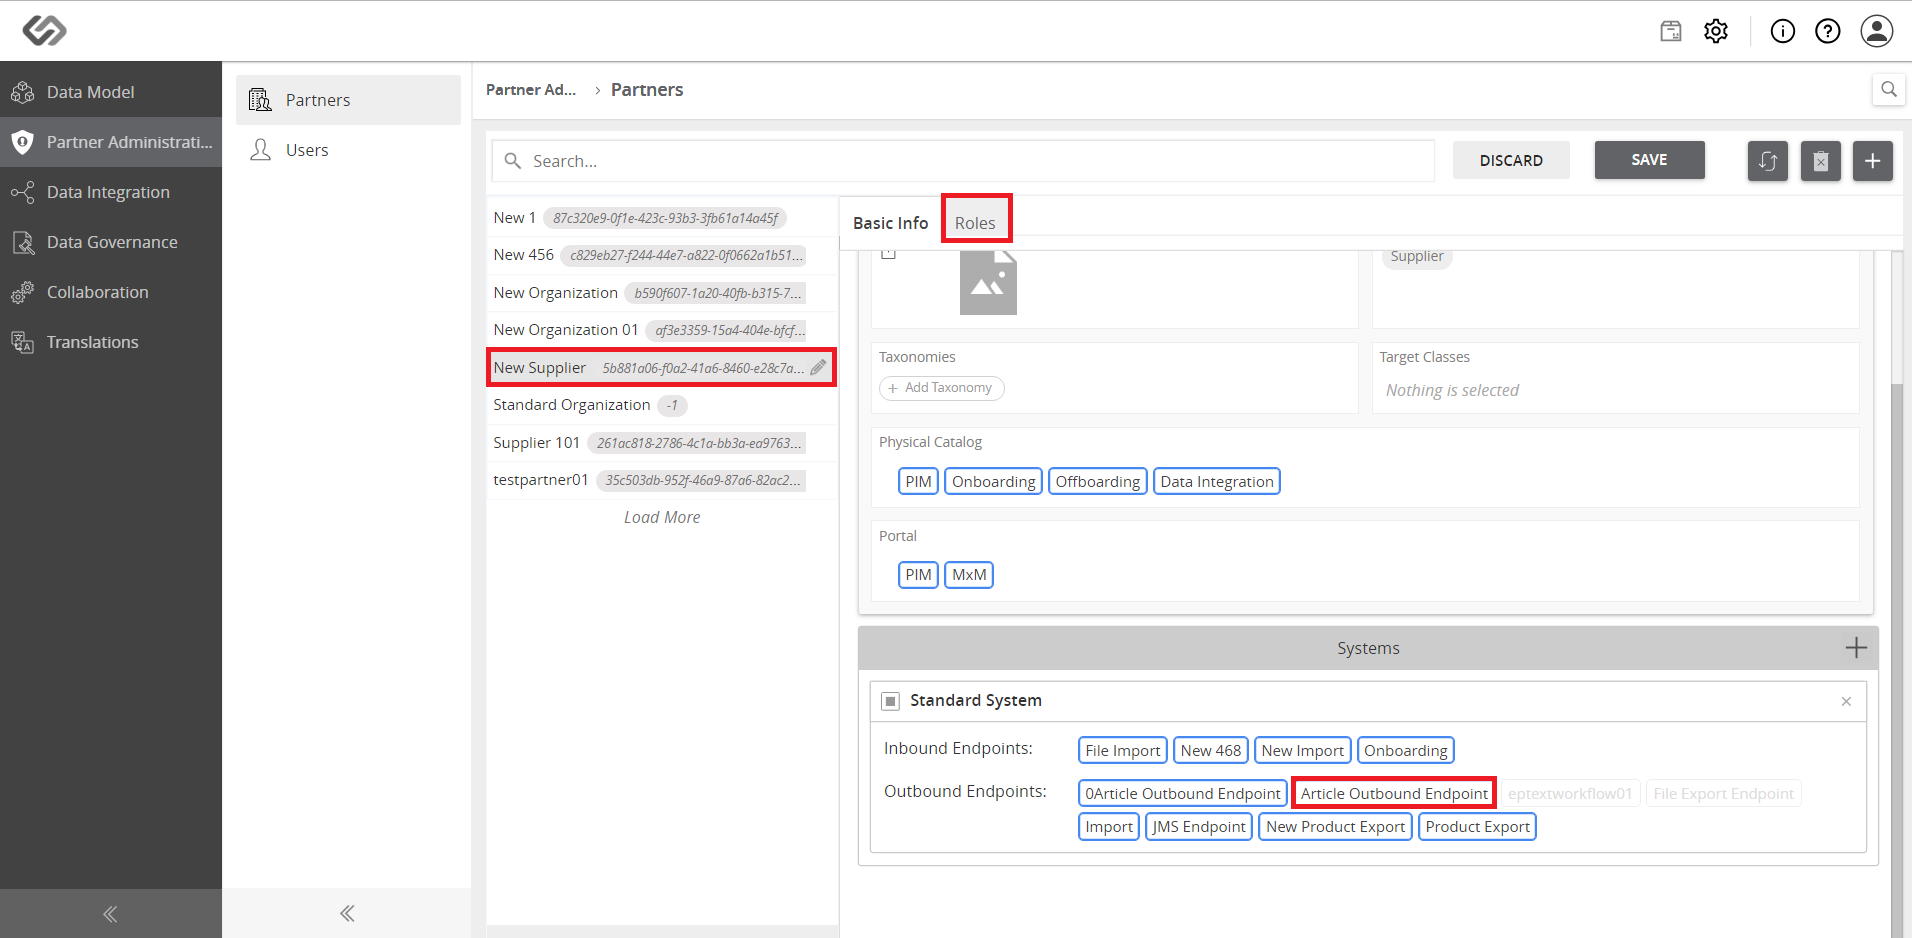 Data Model
Partner Administrati...
Data Integration
Data Governance
Collaboration
Translations
Partners
Users
Partner Ad... › Partners
Search...
DISCARD
SAVE
New 1 87c320e9-0f1e-423c-93b3-3fb61a14a45f
New 456 c829eb27-f244-44e7-a822-0f0662a1b51...
New Organization b590f607-1a20-40fb-b315-7...
New Organization 01 af3e3359-15a4-404e-bfcf...
New Supplier 5b881a06-f0a2-41a6-8460-e28c7a...
Standard Organization -1
Supplier 101 261ac818-2786-4c1a-bb3a-ea9763...
testpartner01 35c503db-952f-46a9-87a6-82ac2...
Load More
Basic Info Roles
Supplier
Taxonomies
+ Add Taxonomy
Target Classes
Nothing is selected
Physical Catalog
PIM Onboarding Offboarding Data Integration
Portal
PIM MxM
Systems
Standard System
Inbound Endpoints: File Import New 468 New Import Onboarding
Outbound Endpoints: 0Article Outbound Endpoint Article Outbound Endpoint eptextworkflow01 File Export Endpoint
Import JMS Endpoint New Product Export Product Export